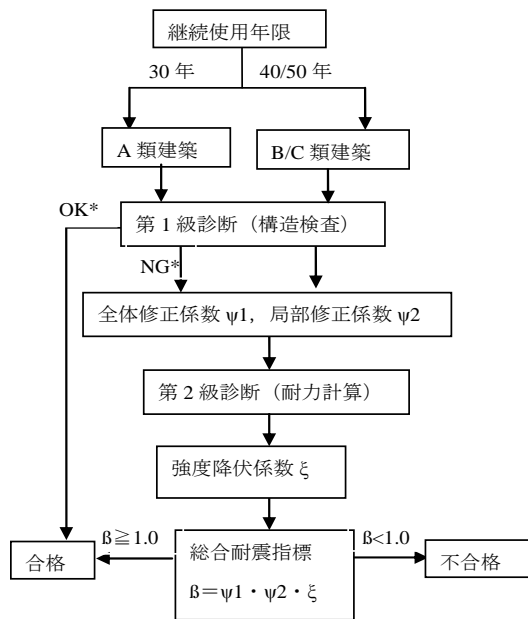 継続使用年限
30 年
40/50 年
A 類建築
B/C 類建築
OK*
第 1 級診断（構造検査）
NG*
全体修正係数 ψ1，局部修正係数 ψ2
第 2 級診断（耐力計算）
強度降伏係数 ξ
ß≧1.0
ß<1.0
合格
総合耐震指標
ß＝ψ1・ψ2・ξ
不合格